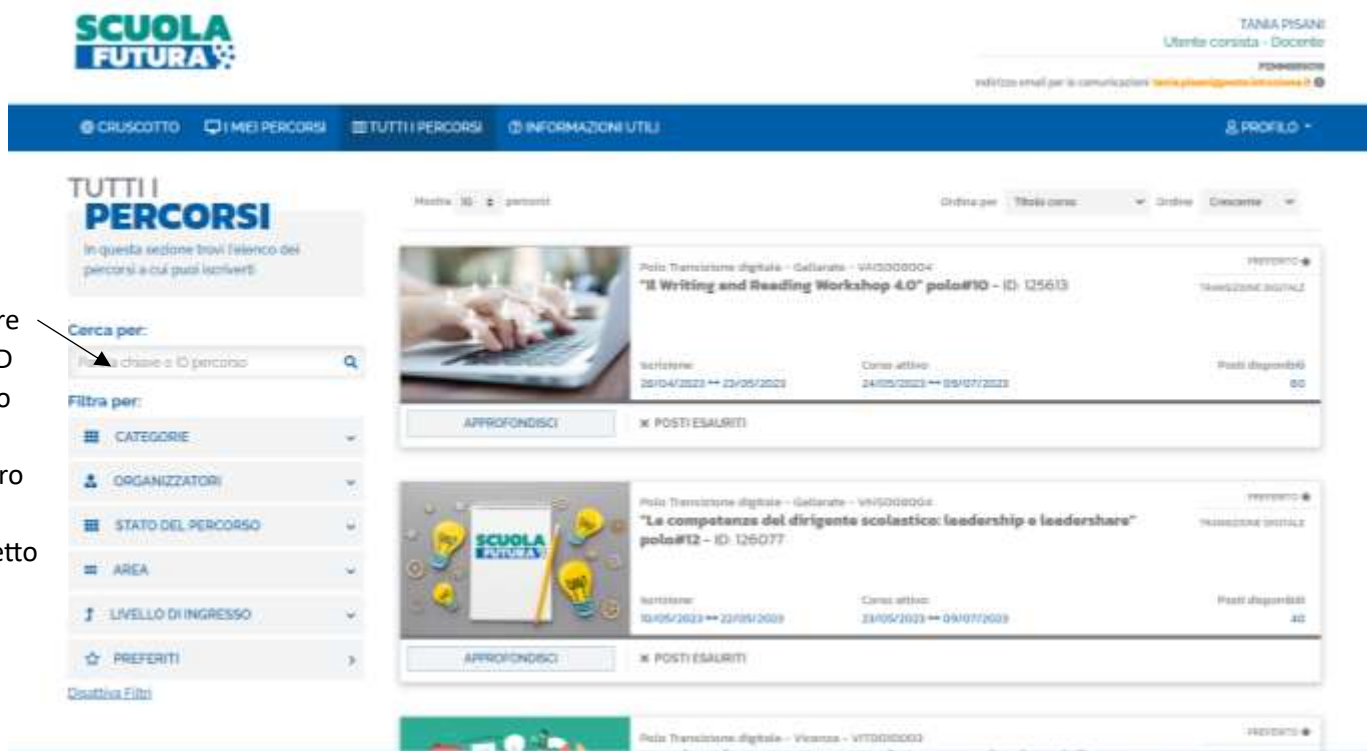 SCUOLA
FUTURA
TANIA PISANI
Utente corsista - Docente
indirizzo email per le comunicazioni
CRUSCOTTO I MIEI PERCORSI TUTTI I PERCORSI INFORMAZIONI UTILI PROFILO
TUTTI I
PERCORSI
In questa sezione trovi l'elenco dei
percorsi a cui puoi iscriverti
re
D
o
ro
etto
Cerca per:
chiave o ID percorso
Filtra per:
CATEGORIE
ORGANIZZATORI
STATO DEL PERCORSO
AREA
LIVELLO DI INGRESSO
PREFERITI
Disattiva Filtri
Mostra 10 percorsi
Ordina per Titolo corso Ordine Crescente
Polo Transizione digitale - Gallarate - VAIS008004
PREFERITO
"Il Writing and Reading Workshop 4.0" polo#10 - ID: 125613
TRANSIZIONE DIGITALE
Iscrizione: Corso attivo: Posti disponibili
26/04/2023 ↔ 23/05/2023 24/05/2023 ↔ 09/07/2023 60
APPROFONDISCI × POSTI ESAURITI
Polo Transizione digitale - Gallarate - VAIS008004
PREFERITO
"Le competenze del dirigente scolastico: leadership e leadershare"
polo#12 - ID: 126077
TRANSIZIONE DIGITALE
SCUOLA
FUTURA
Iscrizione: Corso attivo: Posti disponibili
10/05/2023 ↔ 22/05/2023 23/05/2023 ↔ 09/07/2023 40
APPROFONDISCI × POSTI ESAURITI
Polo Transizione digitale - Vicenza -
PREFERITO